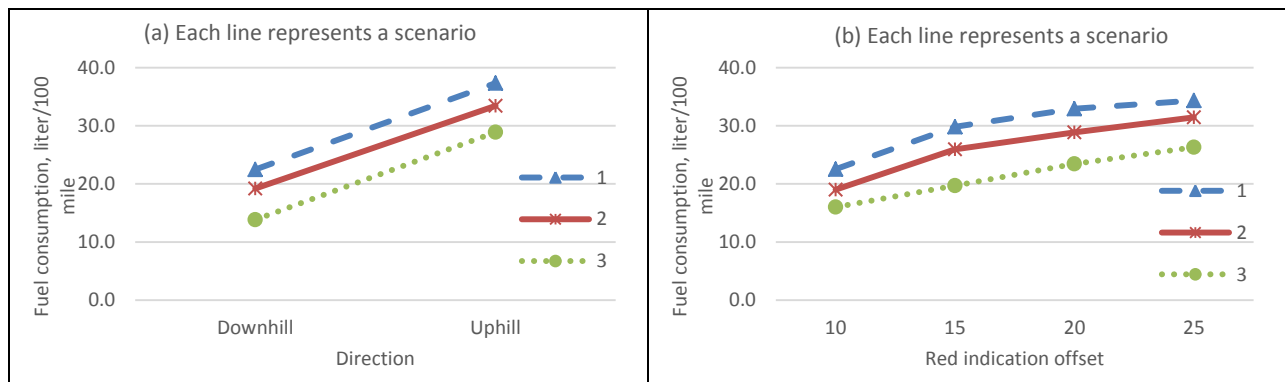 (a) Each line represents a scenario
Fuel consumption, liter/100
mile
40.0
30.0
20.0
10.0
0.0
Downhill
Uphill
Direction
1
2
3
(b) Each line represents a scenario
Fuel consumption, liter/100
mile
40.0
30.0
20.0
10.0
0.0
10
15
20
25
Red indication offset
1
2
3